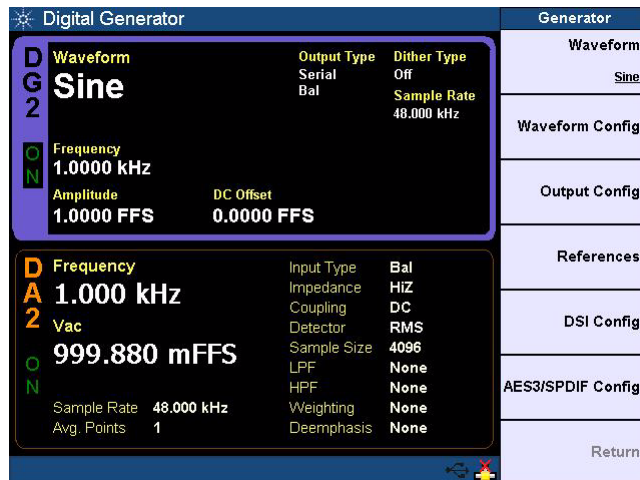 Digital Generator
DG2
ON
Waveform
Sine
Output Type
Serial
Bal
Dither Type
Off
Sample Rate
48.000 kHz
Frequency
1.0000 kHz
Amplitude
1.0000 FFS
DC Offset
0.0000 FFS
DA2
ON
Frequency
1.000 kHz
Vac
999.880 mFFS
Sample Rate 48.000 kHz
Avg. Points 1
Input Type Bal
Impedance HiZ
Coupling DC
Detector RMS
Sample Size 4096
LPF None
HPF None
Weighting None
Deemphasis None
Generator
Waveform
Sine
Waveform Config
Output Config
References
DSI Config
AES3/SPDIF Config
Return